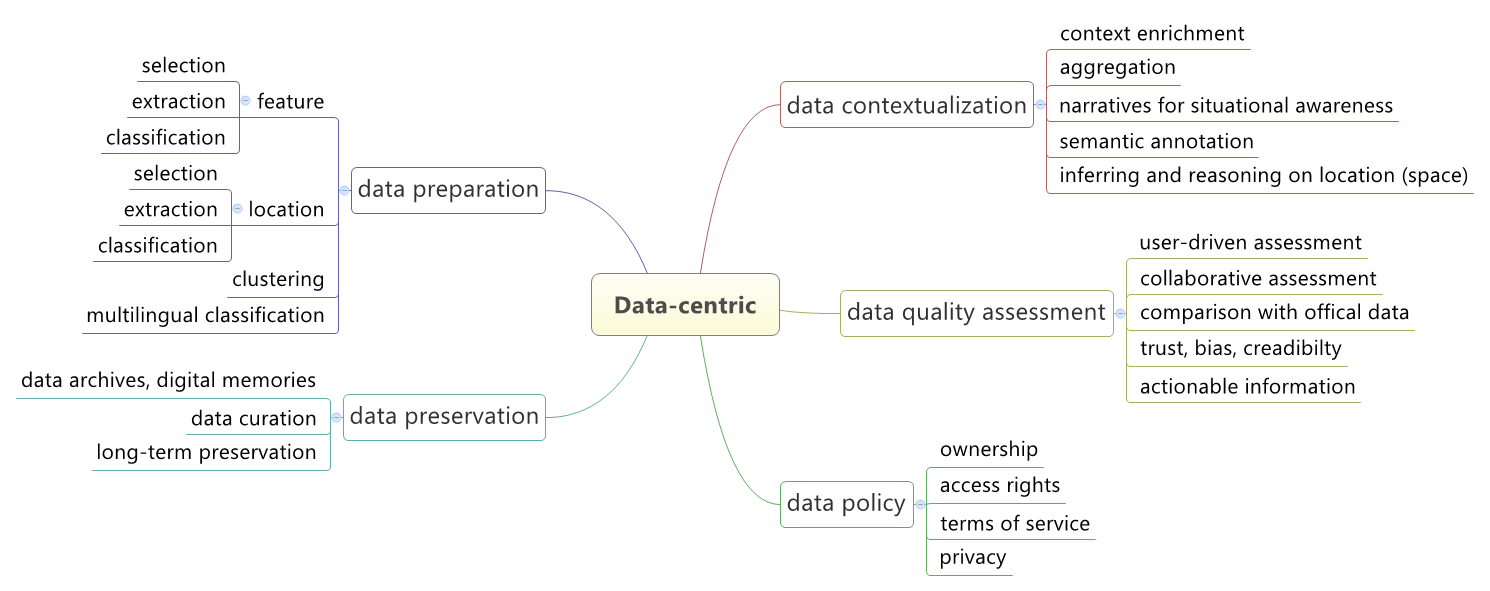 Data-centric
data contextualization
context enrichment
aggregation
narratives for situational awareness
semantic annotation
inferring and reasoning on location (space)
data quality assessment
user-driven assessment
collaborative assessment
comparison with offical data
trust, bias, creadibilty
actionable information
data policy
ownership
access rights
terms of service
privacy
data preparation
feature
selection
extraction
classification
location
selection
extraction
classification
clustering
multilingual classification
data preservation
data archives, digital memories
data curation
long-term preservation